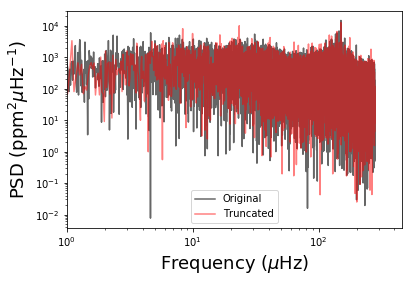 PSD (ppm²μHz⁻¹)
10⁴
10³
10²
10¹
10⁰
10⁻¹
10⁻²
Original
Truncated
10⁰ 10¹ 10²
Frequency (μHz)